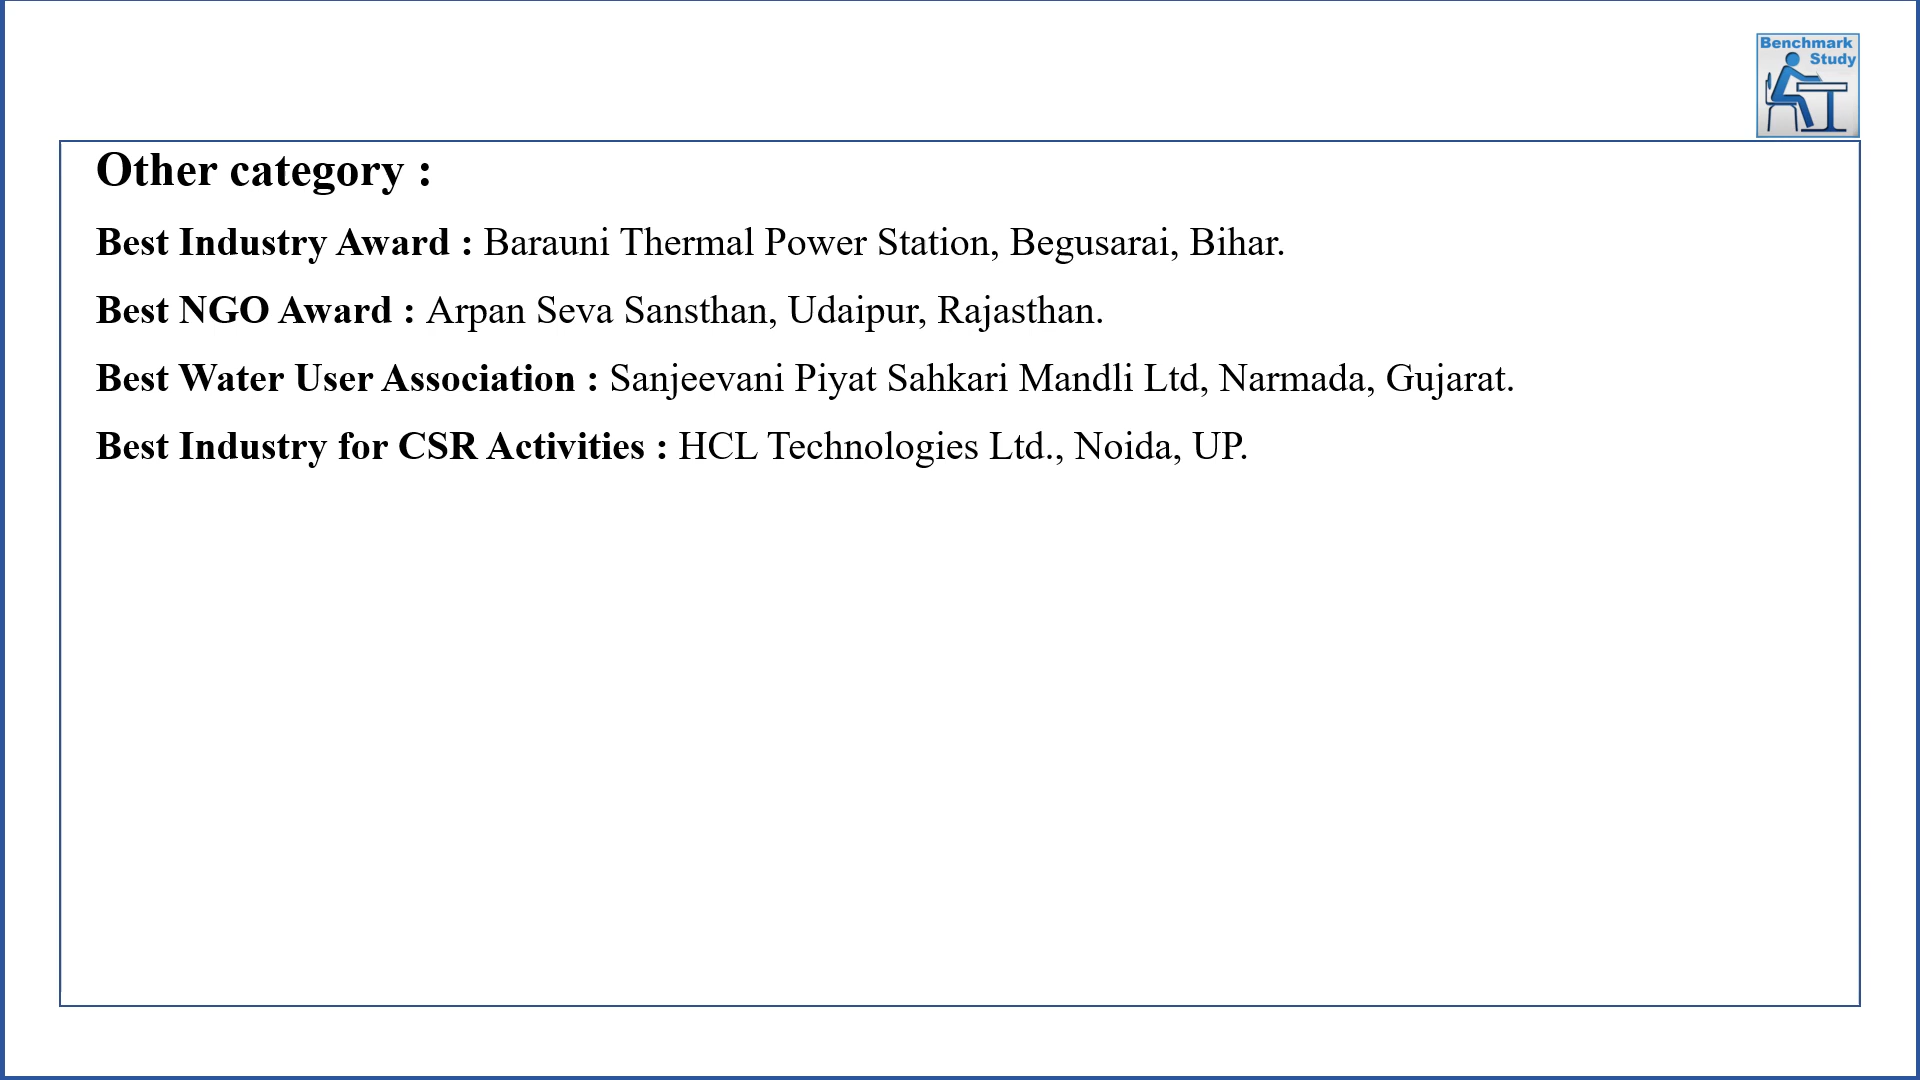 Benchmark
Study
Other category :
Best Industry Award : Barauni Thermal Power Station, Begusarai, Bihar.
Best NGO Award : Arpan Seva Sansthan, Udaipur, Rajasthan.
Best Water User Association : Sanjeevani Piyat Sahkari Mandli Ltd, Narmada, Gujarat.
Best Industry for CSR Activities : HCL Technologies Ltd., Noida, UP.